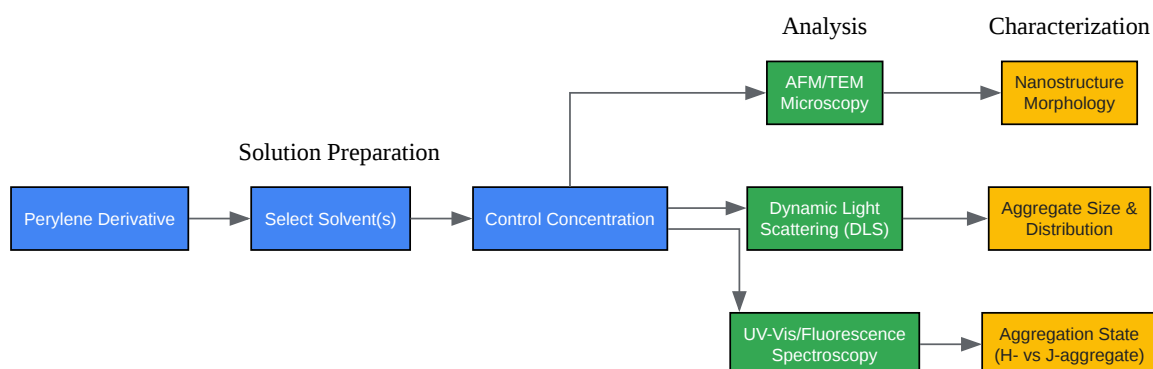 Analysis
Characterization
AFM/TEM
Microscopy
Nanostructure
Morphology
Solution Preparation
Perylene Derivative
Select Solvent(s)
Control Concentration
Dynamic Light
Scattering (DLS)
Aggregate Size &
Distribution
UV-Vis/Fluorescence
Spectroscopy
Aggregation State
(H- vs J-aggregate)